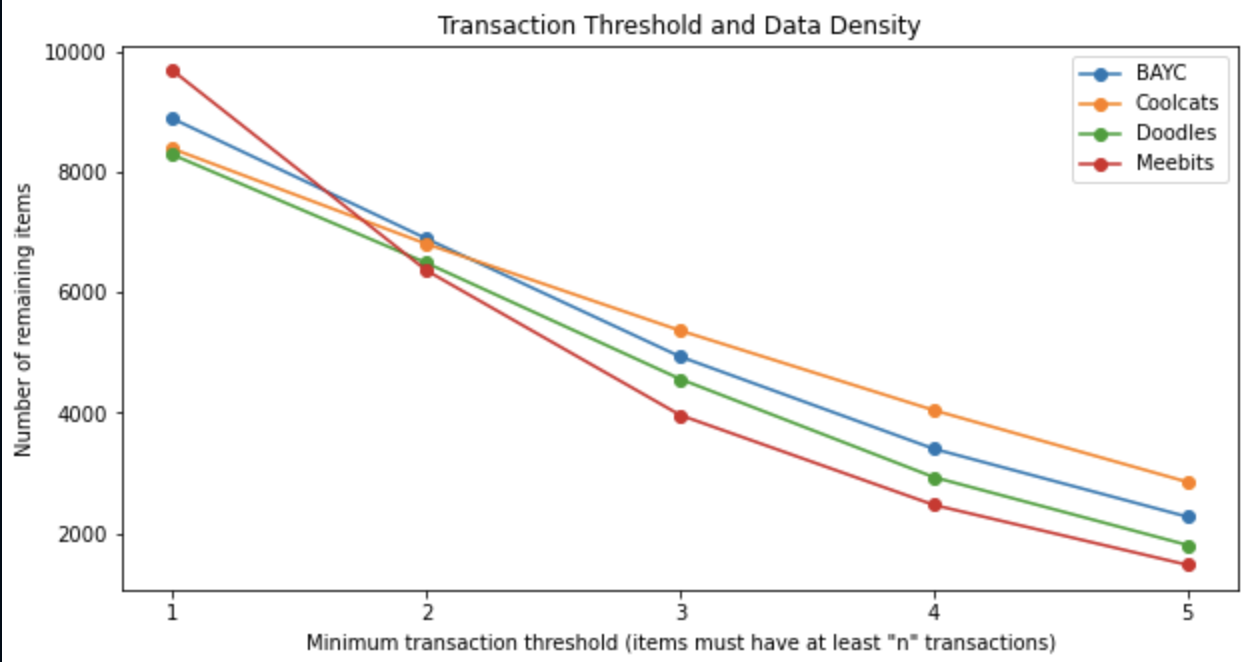 Transaction Threshold and Data Density
10000
8000
6000
4000
2000
Number of remaining items
BAYC
Coolcats
Doodles
Meebits
1 2 3 4 5
Minimum transaction threshold (items must have at least "n" transactions)